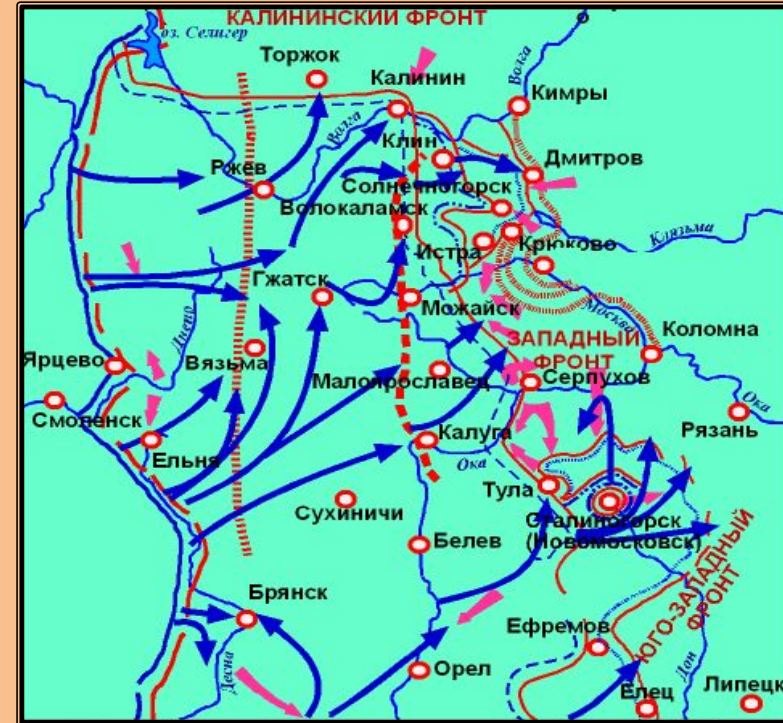 КАЛИНИНСКИЙ ФРОНТ
оз. Селигер
Торжок
Калинин
Волга
Кимры
Волга
Клин
Дмитров
Ржев
Солнечногорск
Волокаламск
Истра
Крюково
Клязьма
Гжатск
Можайск
Москва
ЗАПАДНЫЙ
ФРОНТ
Коломна
Днепр
Ярцево
Вязьма
Малоярославец
Серпухов
Ока
Смоленск
Рязань
Ельня
Калуга
Ока
Тула
Сухиничи
Сталиногорск
(Новомосковск)
Белев
ЮГО-ЗАПАДНЫЙ
ФРОНТ
Брянск
Ефремов
Десна
Орел
Дон
Елец
Липецк